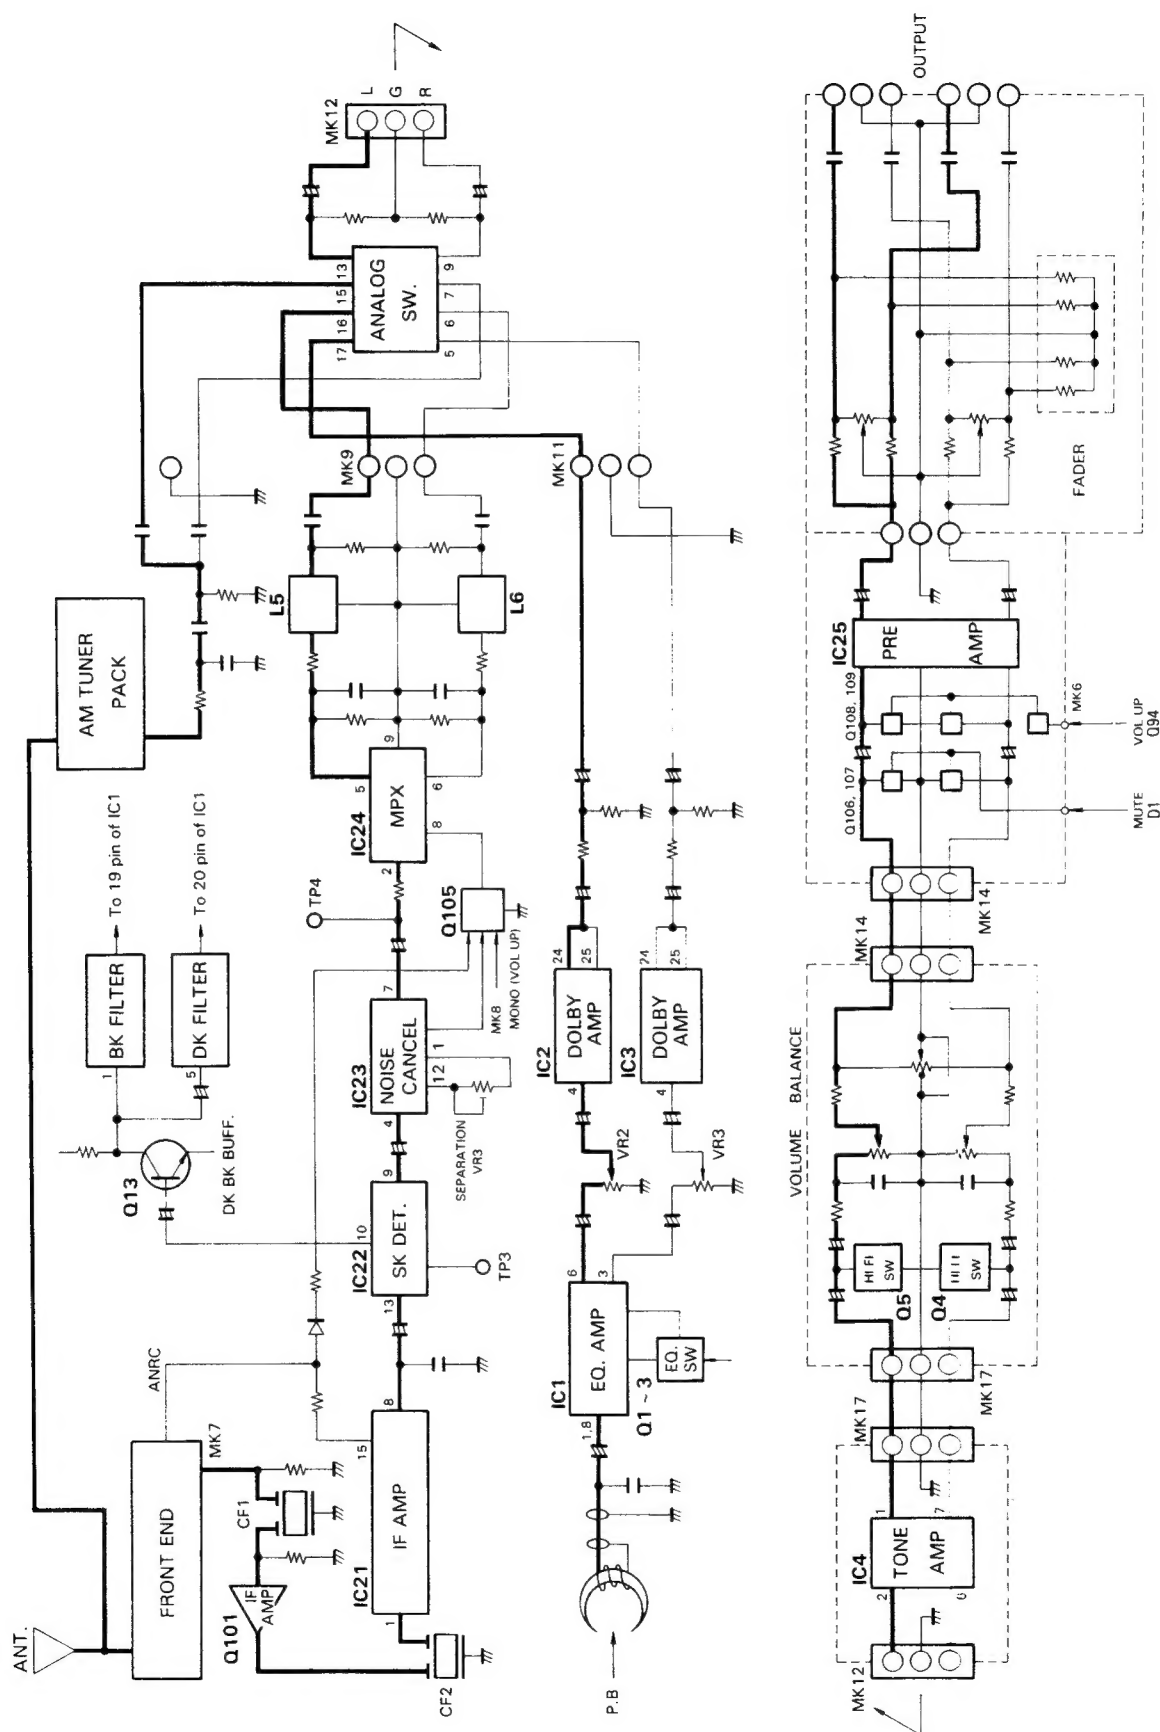 ANT.
FRONT END
AM TUNER
PACK
ANRC
MK7
CF1
Q101
IF
AMP
CF2
1
IC21
IF AMP
15
8
Q13
DK BK BUFF.
1
BK FILTER
To 19 pin of IC1
5
DK FILTER
To 20 pin of IC1
13
IC22
SK DET.
10
9
TP3
4
IC23
NOISE
CANCEL
7
12
1
SEPARATION
VR3
MK8
MONO (VOL UP)
Q105
TP4
2
IC24
MPX
5
9
6
8
L5
L6
MK9
MK11
17
16
15
13
ANALOG
SW.
5
6
7
9
MK12
L
G
R
P.B
1,8
IC1
EQ. AMP
6
3
Q1 ~ 3
EQ.
SW
VR2
VR3
4
IC2
DOLBY
AMP
24
25
4
IC3
DOLBY
AMP
24
25
MK12
2
IC4
TONE
AMP
1
6
7
MK17
MK17
VOLUME
BALANCE
HI FI
SW
Q5
HI FI
SW
Q4
MK14
MK14
Q106, 107
Q108, 109
IC25
PRE
AMP
MUTE
D1
MK6
VOL UP
Q94
FADER
OUTPUT